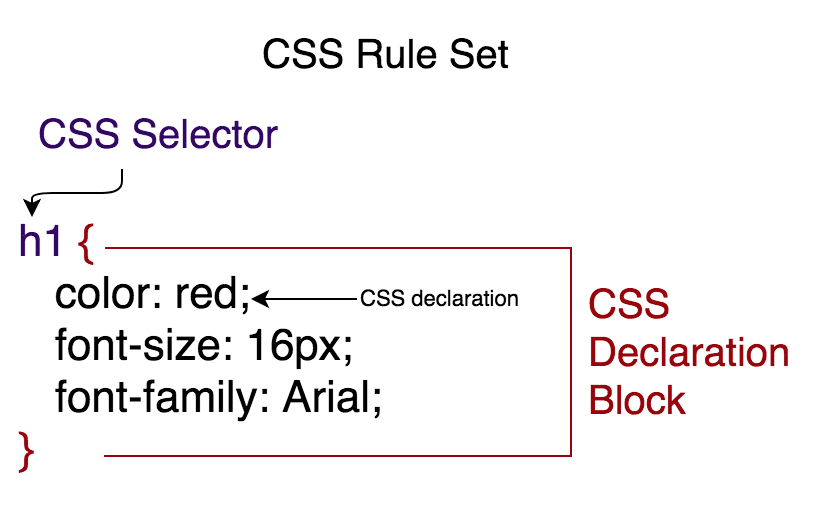 CSS Rule Set
CSS Selector
h1 {
color: red;
CSS declaration
font-size: 16px;
font-family: Arial;
}
CSS
Declaration
Block